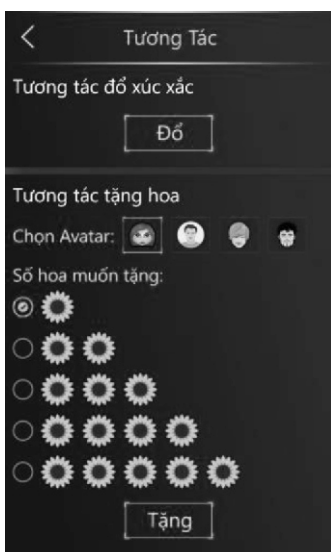 Tương Tác
Tương tác đổ xúc xắc
Đổ
Tương tác tặng hoa
Chọn Avatar:
Số hoa muốn tặng:
Tặng